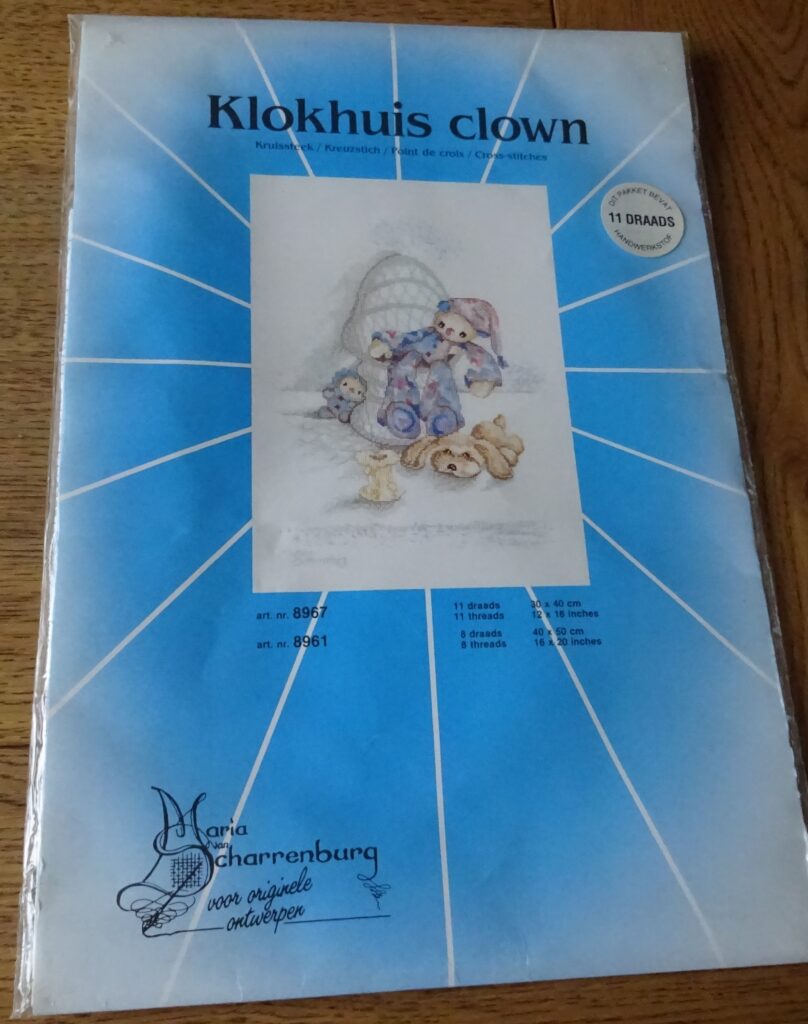 Klokhuis clown
Kruissteek / Kreuzstich / Point de croix / Cross-stitches
DIT PAKKET BEVAT
11 DRAADS
HANDWERKSTOF
art. nr. 8967
11 draads 30 x 40 cm
11 threads 12 x 16 inches
art. nr. 8961
8 draads 40 x 50 cm
8 threads 16 x 20 inches
Maria
van
Scharrenburg
voor originele
ontwerpen